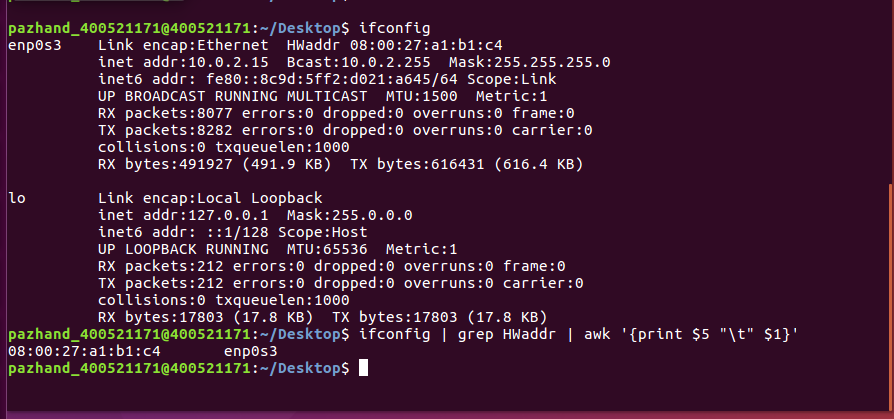 pazhand_400521171@400521171:~/Desktop$ ifconfig
enp0s3    Link encap:Ethernet  HWaddr 08:00:27:a1:b1:c4
          inet addr:10.0.2.15  Bcast:10.0.2.255  Mask:255.255.255.0
          inet6 addr: fe80::8c9d:5ff2:d021:a645/64 Scope:Link
          UP BROADCAST RUNNING MULTICAST  MTU:1500  Metric:1
          RX packets:8077 errors:0 dropped:0 overruns:0 frame:0
          TX packets:8282 errors:0 dropped:0 overruns:0 carrier:0
          collisions:0 txqueuelen:1000
          RX bytes:491927 (491.9 KB)  TX bytes:616431 (616.4 KB)

lo        Link encap:Local Loopback
          inet addr:127.0.0.1  Mask:255.0.0.0
          inet6 addr: ::1/128 Scope:Host
          UP LOOPBACK RUNNING  MTU:65536  Metric:1
          RX packets:212 errors:0 dropped:0 overruns:0 frame:0
          TX packets:212 errors:0 dropped:0 overruns:0 carrier:0
          collisions:0 txqueuelen:1000
          RX bytes:17803 (17.8 KB)  TX bytes:17803 (17.8 KB)
pazhand_400521171@400521171:~/Desktop$ ifconfig | grep HWaddr | awk '{print $5 "\t" $1}'
08:00:27:a1:b1:c4       enp0s3
pazhand_400521171@400521171:~/Desktop$